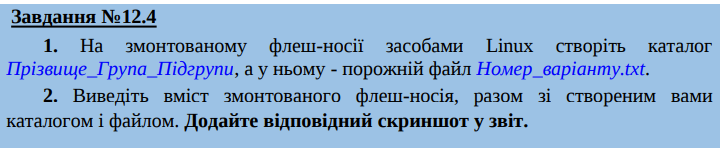 Завдання №12.4
1. На змонтованому флеш-носії засобами Linux створіть каталог
Прізвище_Група_Підгрупи, а у ньому - порожній файл Номер_варіанту.txt.
2. Виведіть вміст змонтованого флеш-носія, разом зі створеним вами
каталогом і файлом. Додайте відповідний скриншот у звіт.